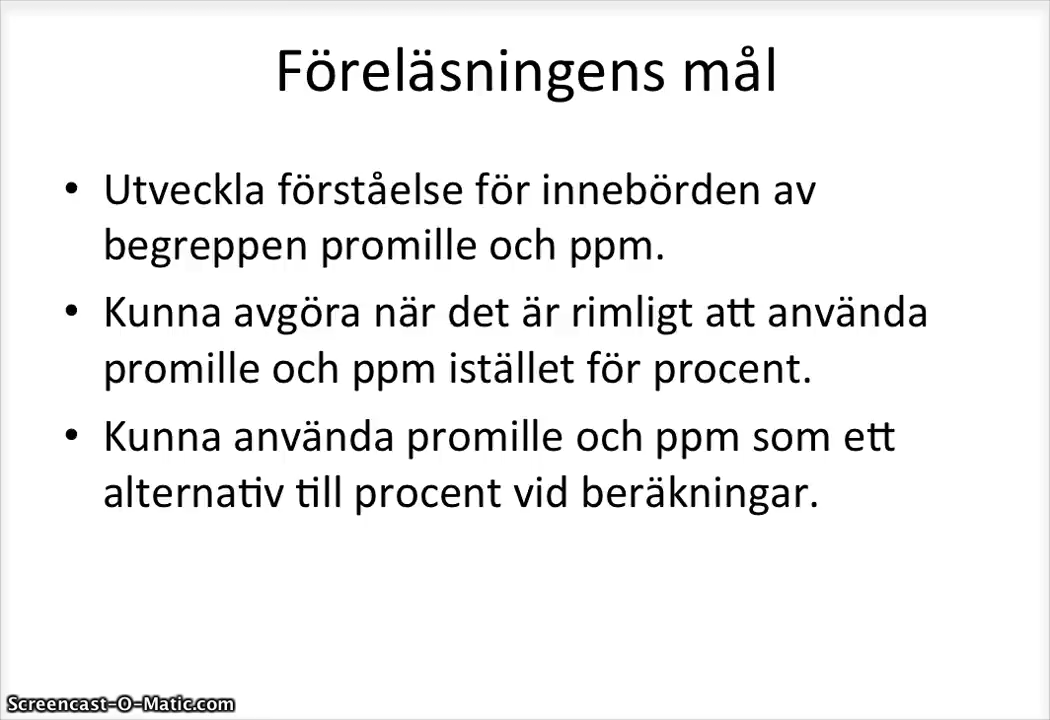 Föreläsningens mål
• Utveckla förståelse för innebörden av
begreppen promille och ppm.
• Kunna avgöra när det är rimligt att använda
promille och ppm istället för procent.
• Kunna använda promille och ppm som ett
alternativ till procent vid beräkningar.
Screencast-O-Matic.com